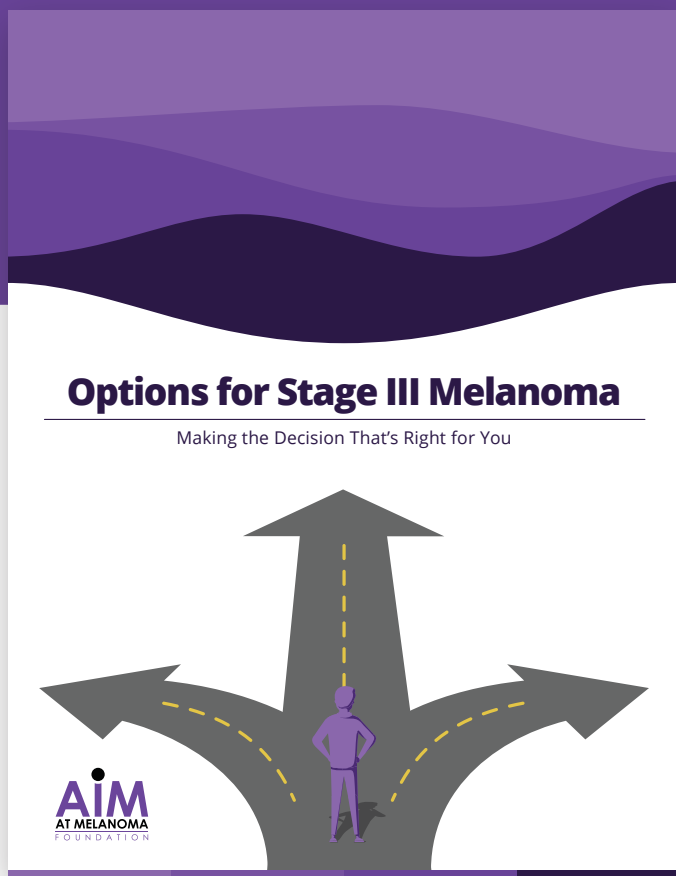 Options for Stage III Melanoma
Making the Decision That's Right for You
AiM
AT MELANOMA
FOUNDATION